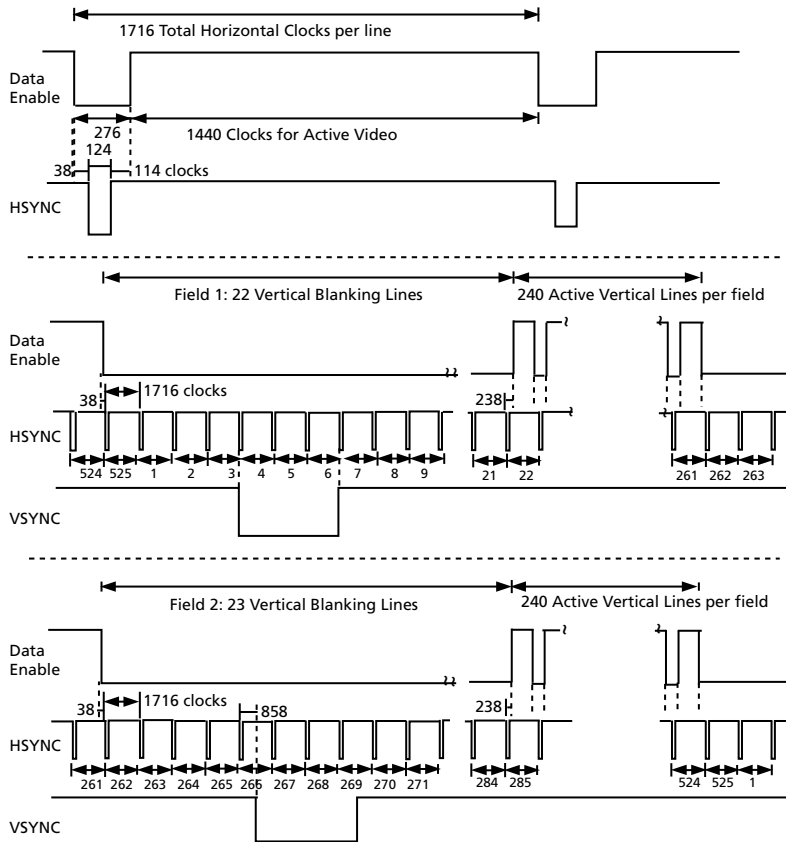 1716 Total Horizontal Clocks per line
Data
Enable
276
1440 Clocks for Active Video
124
38
114 clocks
HSYNC
Field 1: 22 Vertical Blanking Lines
240 Active Vertical Lines per field
Data
Enable
1716 clocks
38
238
HSYNC
524 525 1 2 3 4 5 6 7 8 9 21 22 261 262 263
VSYNC
Field 2: 23 Vertical Blanking Lines
240 Active Vertical Lines per field
Data
Enable
1716 clocks
38
858
238
HSYNC
261 262 263 264 265 266 267 268 269 270 271 284 285 524 525 1
VSYNC